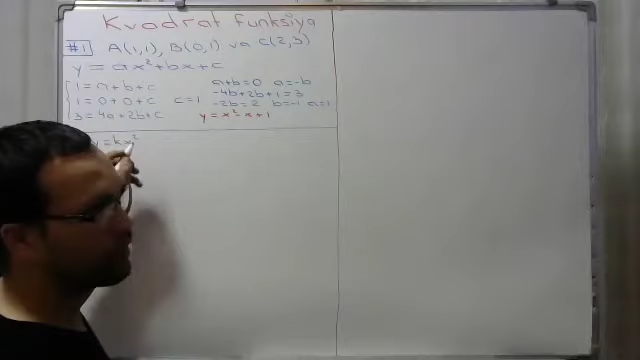 Kvadrat funksiya
#1 A(1,1), B(0,1) va C(2,3)
y = ax²+bx+c
1 = a+b+c
1 = 0+0+c c=1
3 = 4a+2b+c
a+b=0 a=-b
-4b+2b+1=3
-2b=2 b=-1 a=1
y = x²-x+1
y = kx²